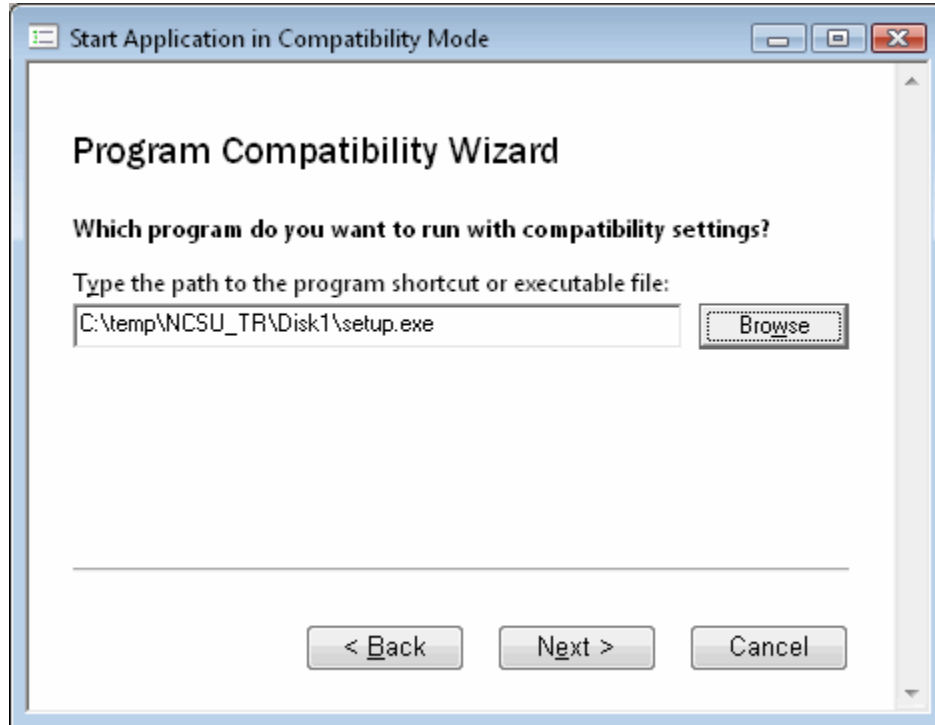 Start Application in Compatibility Mode
Program Compatibility Wizard
Which program do you want to run with compatibility settings?
Type the path to the program shortcut or executable file:
C:\temp\NCSU_TR\Disk1\setup.exe
Browse
< Back
Next >
Cancel